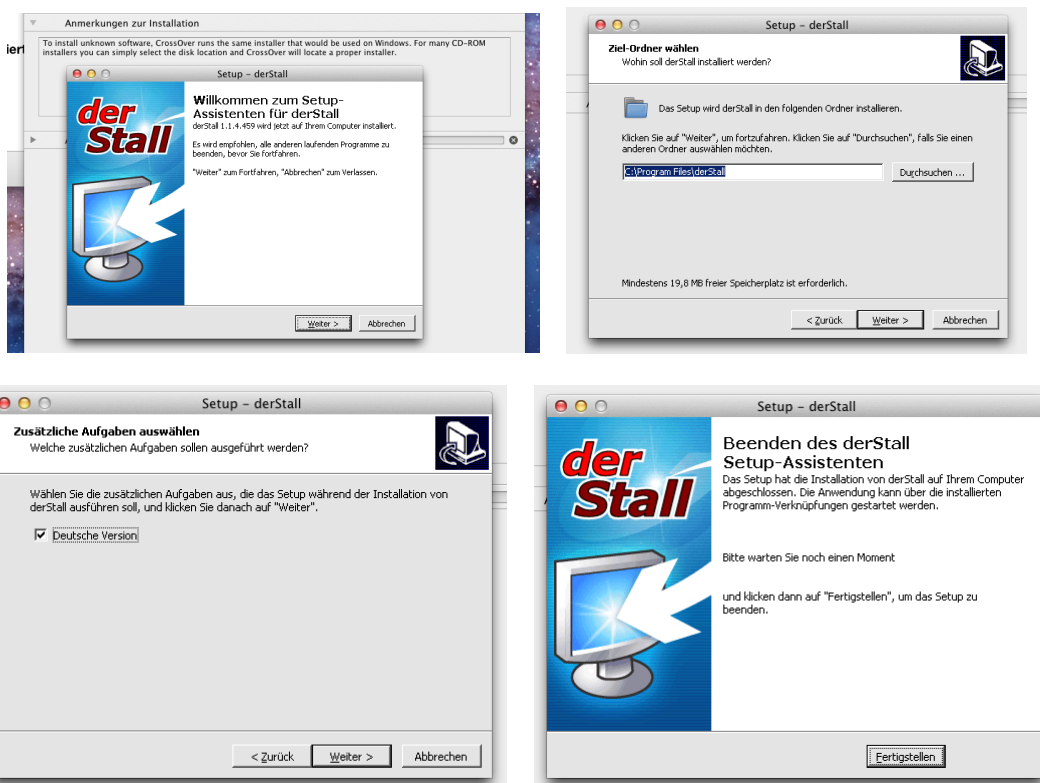 Anmerkungen zur Installation
To install unknown software, CrossOver runs the same installer that would be used on Windows. For many CD-ROM
installers you can simply select the disk location and CrossOver will locate a proper installer.
Setup – derStall
der
Stall
Willkommen zum Setup-
Assistenten für derStall
derStall 1.1.4.459 wird jetzt auf Ihrem Computer installiert.
Es wird empfohlen, alle anderen laufenden Programme zu
beenden, bevor Sie fortfahren.
"Weiter" zum Fortfahren, "Abbrechen" zum Verlassen.
Weiter >
Abbrechen
Setup – derStall
Ziel-Ordner wählen
Wohin soll derStall installiert werden?
Das Setup wird derStall in den folgenden Ordner installieren.
Klicken Sie auf "Weiter", um fortzufahren. Klicken Sie auf "Durchsuchen", falls Sie einen
anderen Ordner auswählen möchten.
C:\Program Files\derStall
Durchsuchen ...
Mindestens 19,8 MB freier Speicherplatz ist erforderlich.
< Zurück
Weiter >
Abbrechen
Setup – derStall
Zusätzliche Aufgaben auswählen
Welche zusätzlichen Aufgaben sollen ausgeführt werden?
Wählen Sie die zusätzlichen Aufgaben aus, die das Setup während der Installation von
derStall ausführen soll, und klicken Sie danach auf "Weiter".
Deutsche Version
< Zurück
Weiter >
Abbrechen
Setup – derStall
der
Stall
Beenden des derStall
Setup-Assistenten
Das Setup hat die Installation von derStall auf Ihrem Computer
abgeschlossen. Die Anwendung kann über die installierten
Programm-Verknüpfungen gestartet werden.
Bitte warten Sie noch einen Moment
und klicken dann auf "Fertigstellen", um das Setup zu
beenden.
Fertigstellen